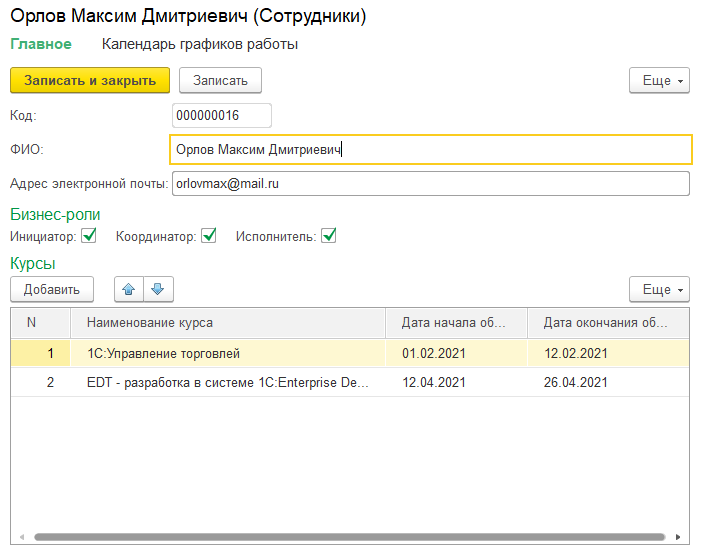 Орлов Максим Дмитриевич (Сотрудники)
Главное Календарь графиков работы
Записать и закрыть Записать Еще
Код: 000000016
ФИО: Орлов Максим Дмитриевич
Адрес электронной почты: orlovmax@mail.ru
Бизнес-роли
Инициатор: Координатор: Исполнитель:
Курсы
Добавить Еще
N Наименование курса Дата начала об... Дата окончания об...
1 1С:Управление торговлей 01.02.2021 12.02.2021
2 EDT - разработка в системе 1C:Enterprise De... 12.04.2021 26.04.2021